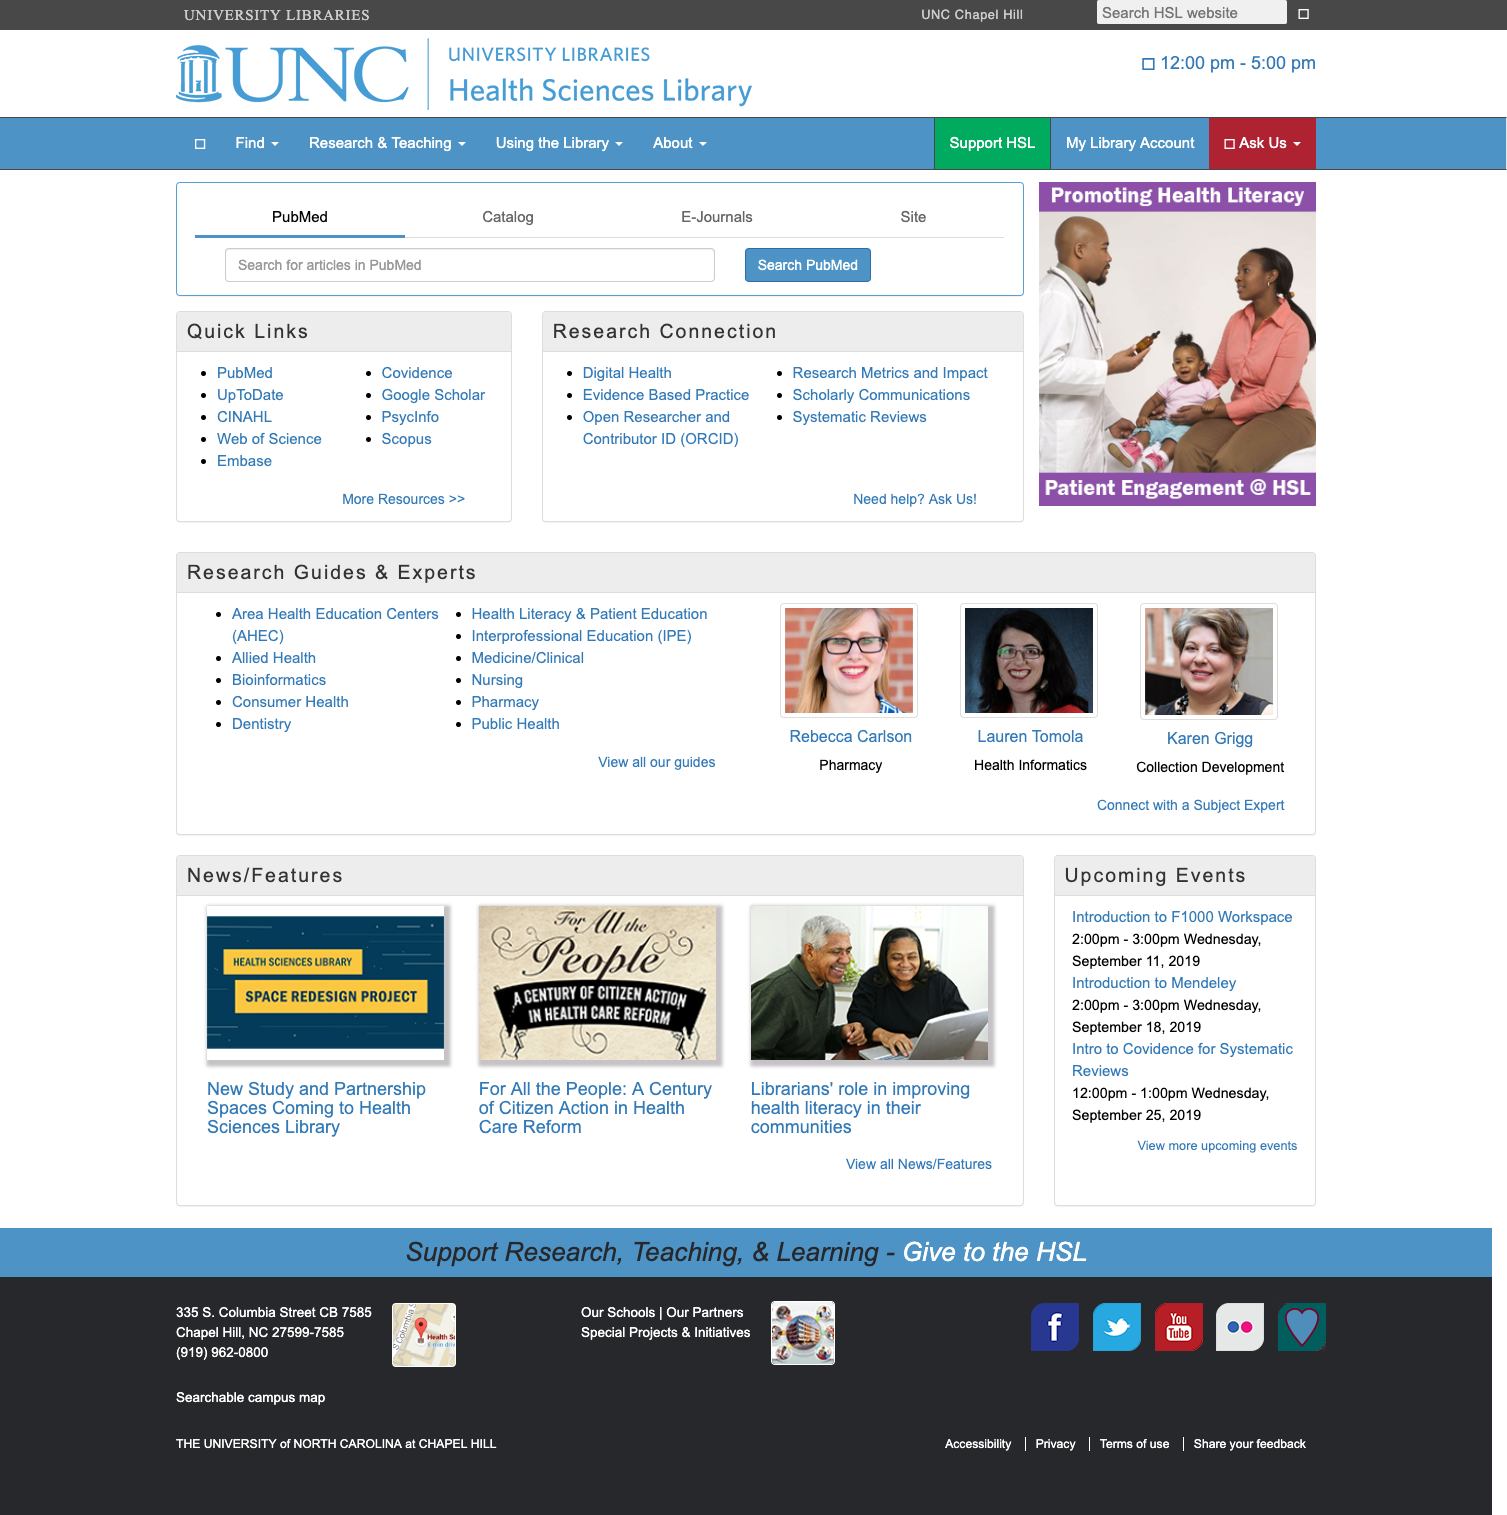 UNIVERSITY LIBRARIES
UNC Chapel Hill
Search HSL website
UNC
UNIVERSITY LIBRARIES
Health Sciences Library
12:00 pm - 5:00 pm
Find
Research & Teaching
Using the Library
About
Support HSL
My Library Account
Ask Us
PubMed
Catalog
E-Journals
Site
Search for articles in PubMed
Search PubMed
Promoting Health Literacy
Patient Engagement @ HSL
Quick Links
PubMed
UpToDate
CINAHL
Web of Science
Embase
Covidence
Google Scholar
PsycInfo
Scopus
More Resources >>
Research Connection
Digital Health
Evidence Based Practice
Open Researcher and
Contributor ID (ORCID)
Research Metrics and Impact
Scholarly Communications
Systematic Reviews
Need help? Ask Us!
Research Guides & Experts
Area Health Education Centers
(AHEC)
Allied Health
Bioinformatics
Consumer Health
Dentistry
Health Literacy & Patient Education
Interprofessional Education (IPE)
Medicine/Clinical
Nursing
Pharmacy
Public Health
View all our guides
Rebecca Carlson
Pharmacy
Lauren Tomola
Health Informatics
Karen Grigg
Collection Development
Connect with a Subject Expert
News/Features
HEALTH SCIENCES LIBRARY
SPACE REDESIGN PROJECT
New Study and Partnership
Spaces Coming to Health
Sciences Library
For All the
People
A CENTURY OF CITIZEN ACTION
IN HEALTH CARE REFORM
For All the People: A Century
of Citizen Action in Health
Care Reform
Librarians' role in improving
health literacy in their
communities
View all News/Features
Upcoming Events
Introduction to F1000 Workspace
2:00pm - 3:00pm Wednesday,
September 11, 2019
Introduction to Mendeley
2:00pm - 3:00pm Wednesday,
September 18, 2019
Intro to Covidence for Systematic
Reviews
12:00pm - 1:00pm Wednesday,
September 25, 2019
View more upcoming events
Support Research, Teaching, & Learning - Give to the HSL
335 S. Columbia Street CB 7585
Chapel Hill, NC 27599-7585
(919) 962-0800
Searchable campus map
S Columbia S
Health S
Our Schools | Our Partners
Special Projects & Initiatives
f
You
Tube
THE UNIVERSITY of NORTH CAROLINA at CHAPEL HILL
Accessibility
Privacy
Terms of use
Share your feedback